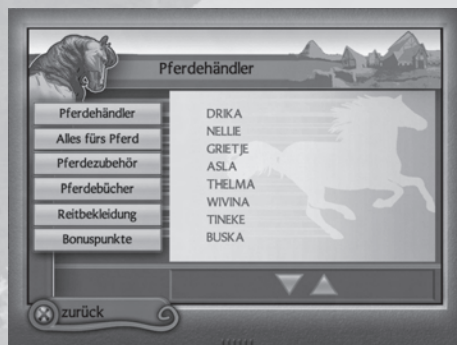 Pferdehändler
Pferdehändler
Alles fürs Pferd
Pferdezubehör
Pferdebücher
Reitbekleidung
Bonuspunkte
DRIKA
NELLIE
GRIETJE
ASLA
THELMA
WIVINA
TINEKE
BUSKA
zurück